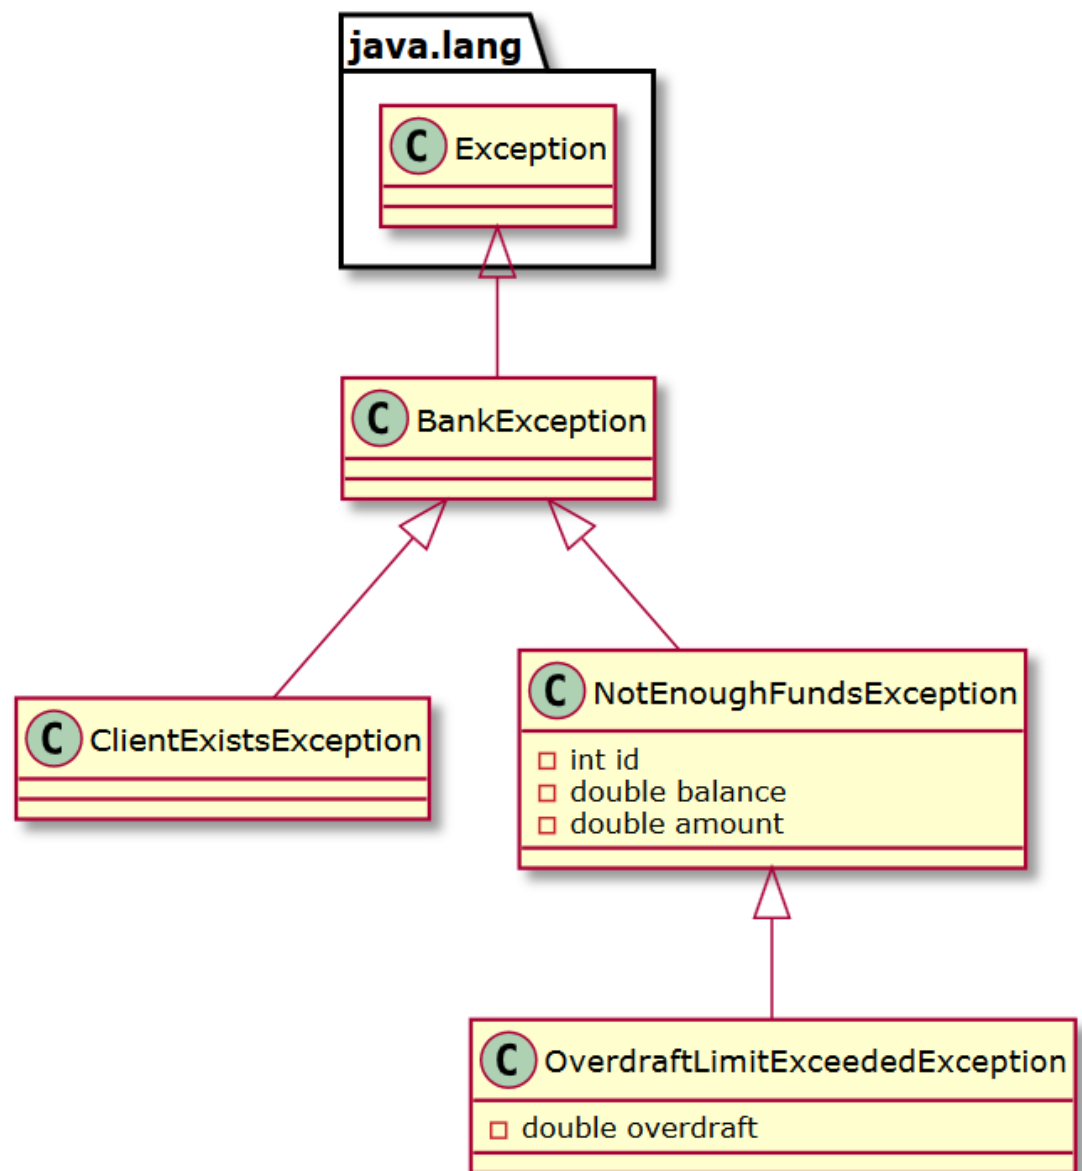 java.lang
C Exception
C BankException
C ClientExistsException
C NotEnoughFundsException
int id
double balance
double amount
C OverdraftLimitExceededException
double overdraft